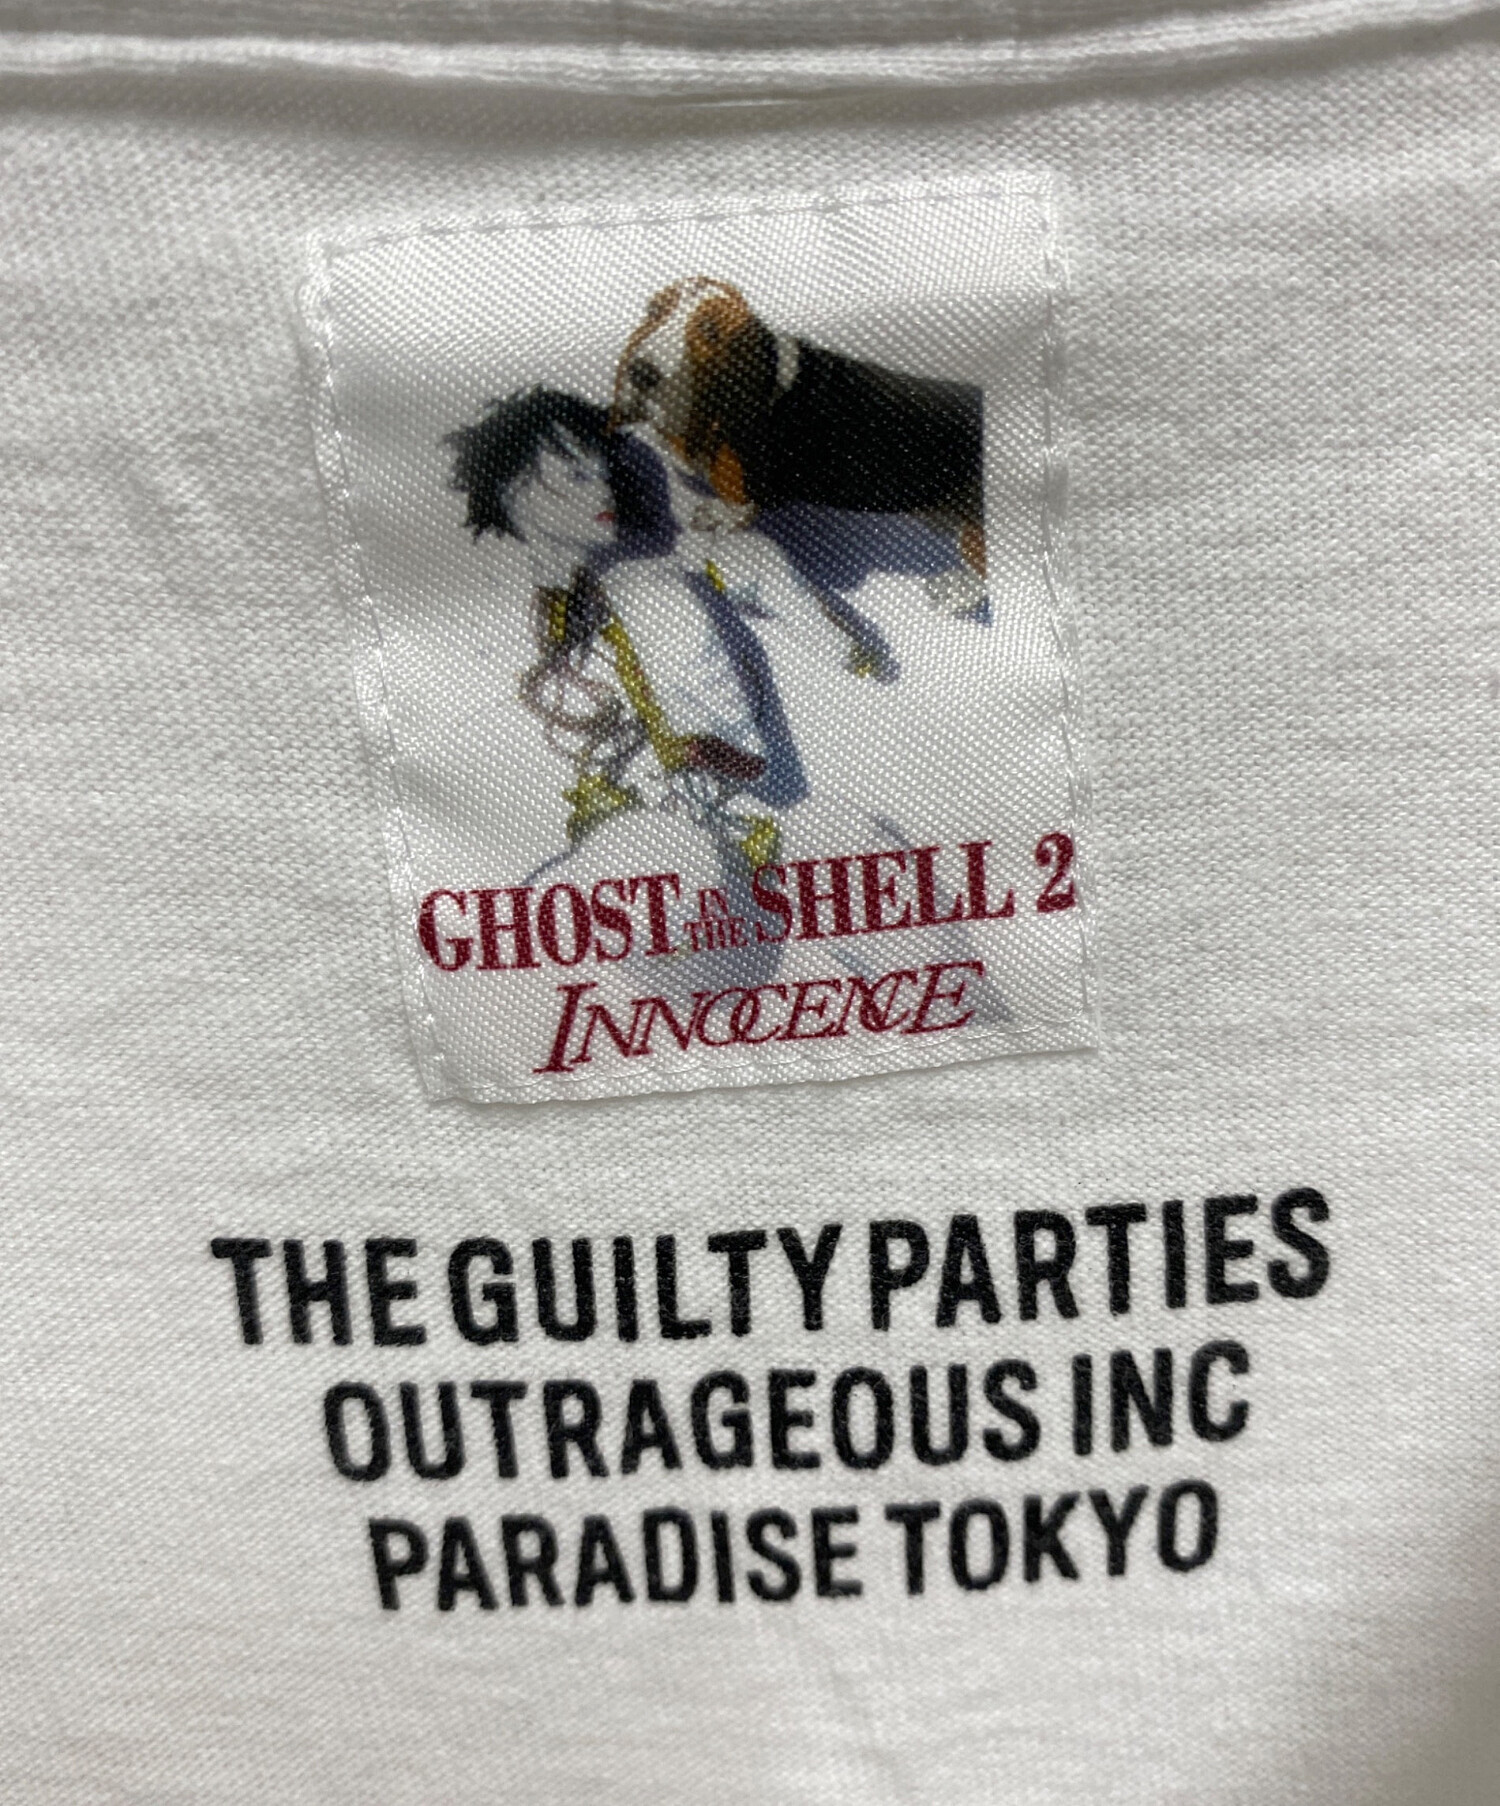 GHOST IN THE SHELL 2
INNOCENCE
THE GUILTY PARTIES
OUTRAGEOUS INC
PARADISE TOKYO